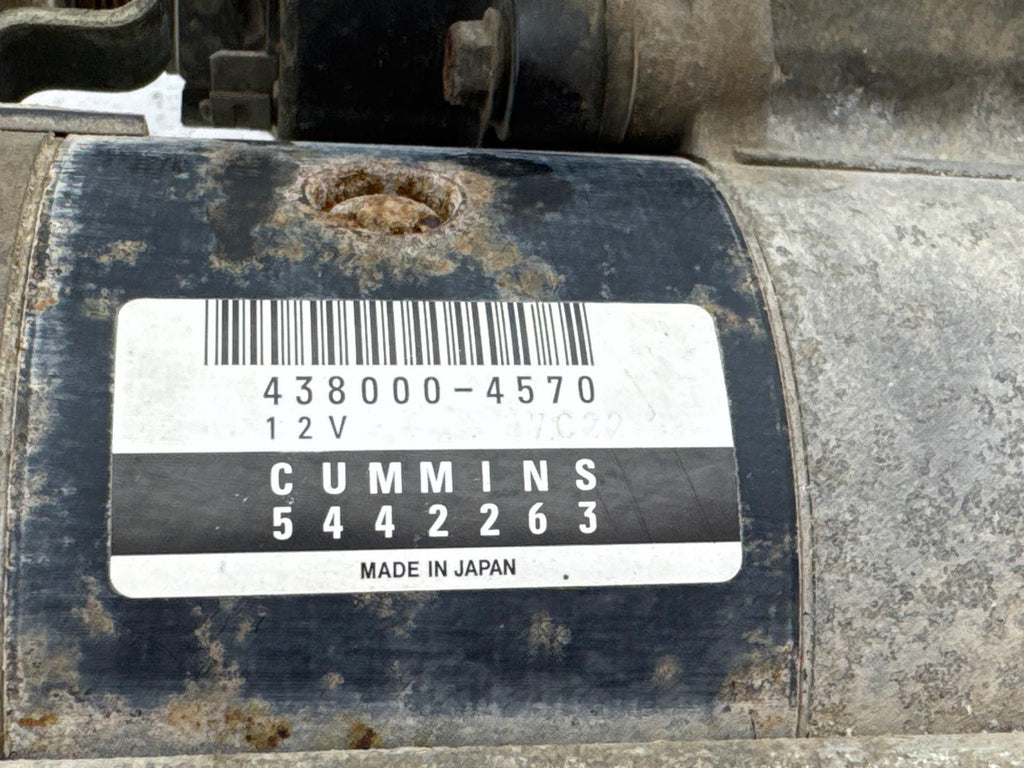 438000-4570
12V
CUMMINS
5442263
MADE IN JAPAN